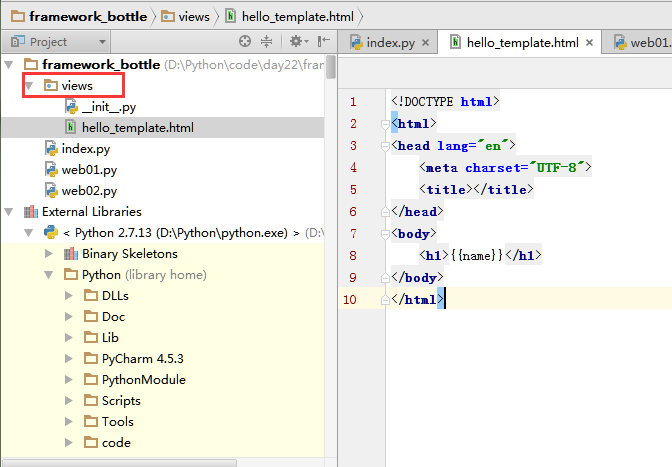 framework_bottle views hello_template.html
Project
framework_bottle (D:\Python\code\day22\fran
views
__init__.py
hello_template.html
index.py
web01.py
web02.py
External Libraries
< Python 2.7.13 (D:\Python\python.exe) > (D:\
Binary Skeletons
Python (library home)
DLLs
Doc
Lib
PyCharm 4.5.3
PythonModule
Scripts
Tools
code
index.py hello_template.html web01.
1 <!DOCTYPE html>
2 <html>
3 <head lang="en">
4 <meta charset="UTF-8">
5 <title></title>
6 </head>
7 <body>
8 <h1>{{name}}</h1>
9 </body>
10 </html>